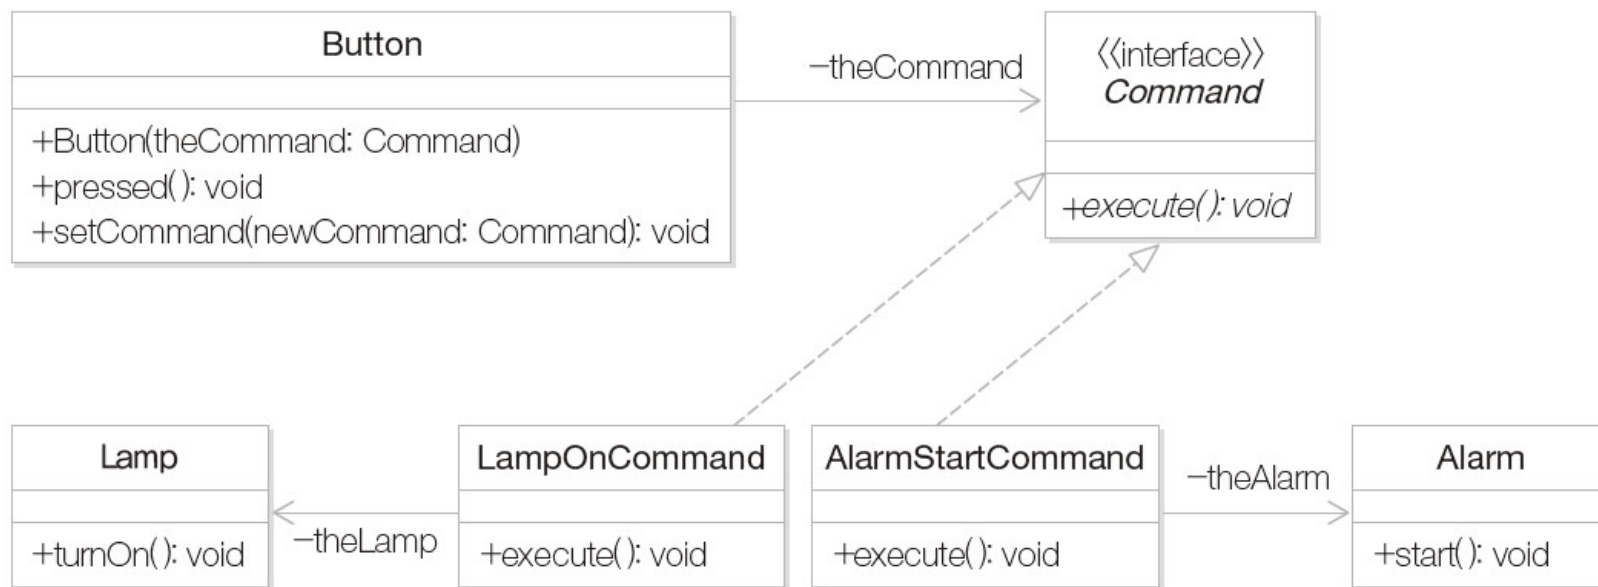 Button
+Button(theCommand: Command)
+pressed(): void
+setCommand(newCommand: Command): void
−theCommand
⟨⟨interface⟩⟩
Command
+execute(): void
Lamp
+turnOn(): void
−theLamp
LampOnCommand
+execute(): void
AlarmStartCommand
+execute(): void
−theAlarm
Alarm
+start(): void